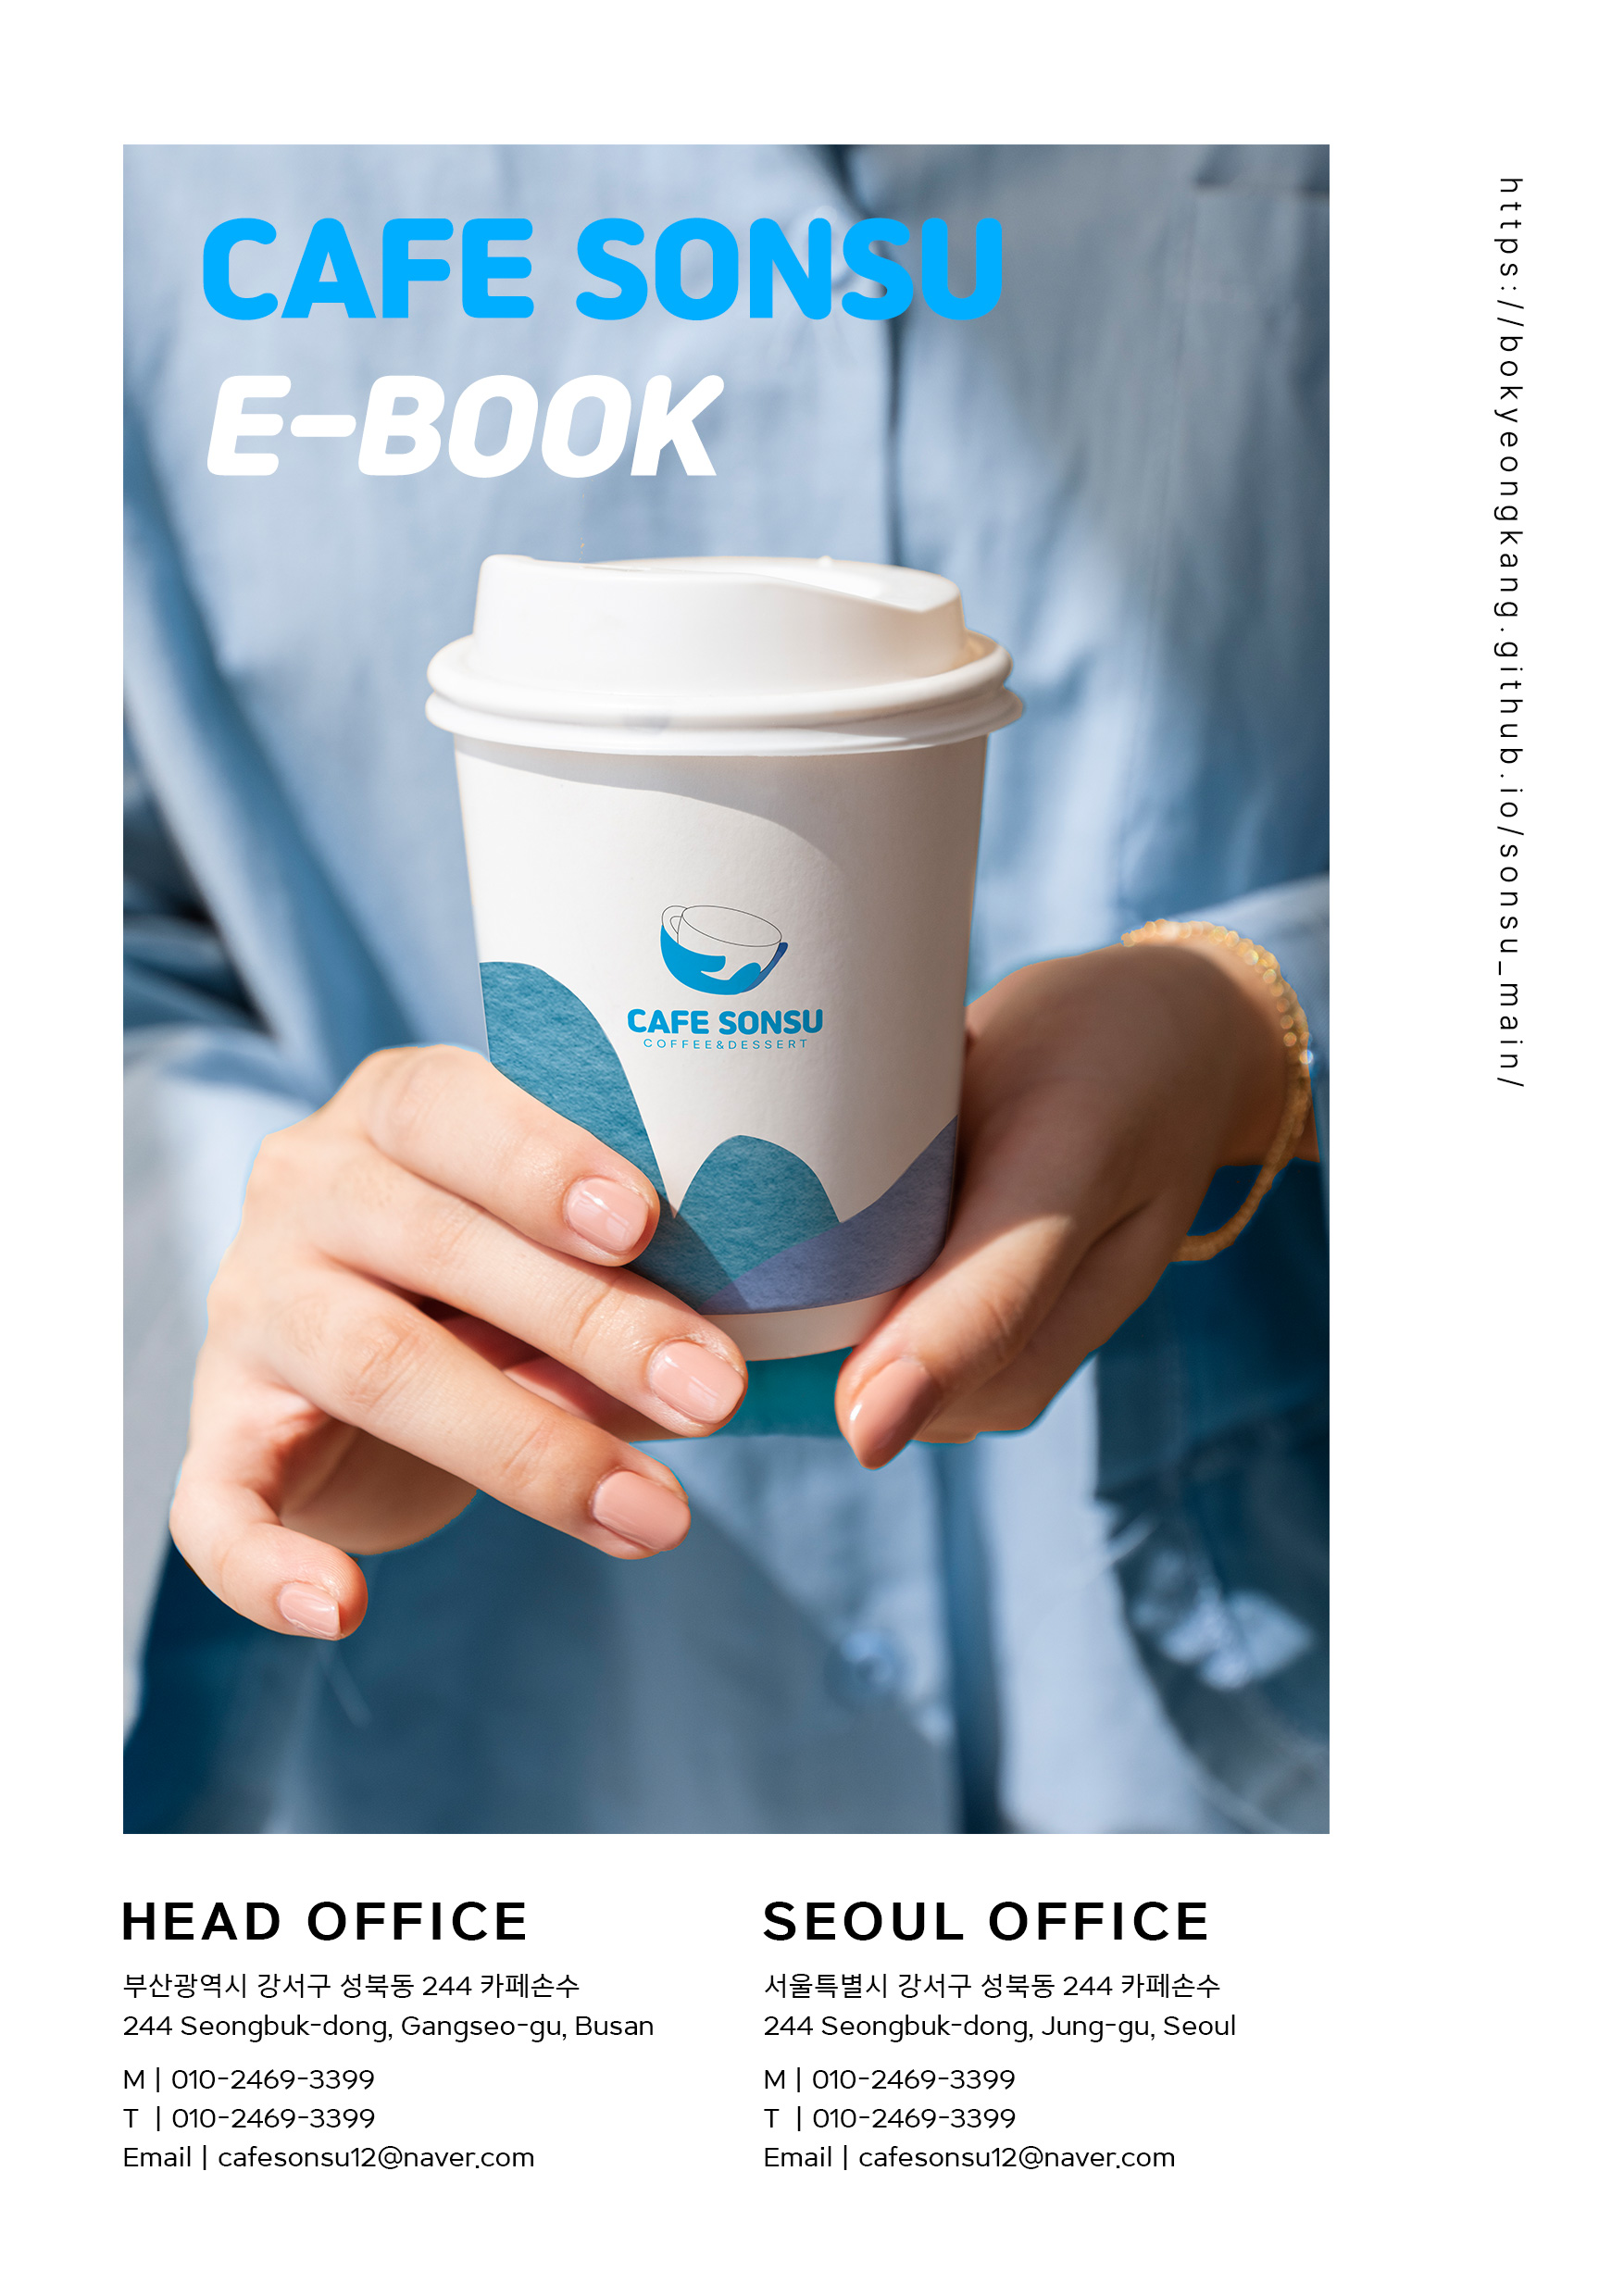 CAFE SONSU
E-BOOK
CAFE SONSU
COFFEE&DESSERT
https://bokyeongkang.github.io/sonsu_main/
HEAD OFFICE
부산광역시 강서구 성북동 244 카페손수
244 Seongbuk-dong, Gangseo-gu, Busan
M | 010-2469-3399
T | 010-2469-3399
Email | cafesonsu12@naver.com
SEOUL OFFICE
서울특별시 강서구 성북동 244 카페손수
244 Seongbuk-dong, Jung-gu, Seoul
M | 010-2469-3399
T | 010-2469-3399
Email | cafesonsu12@naver.com